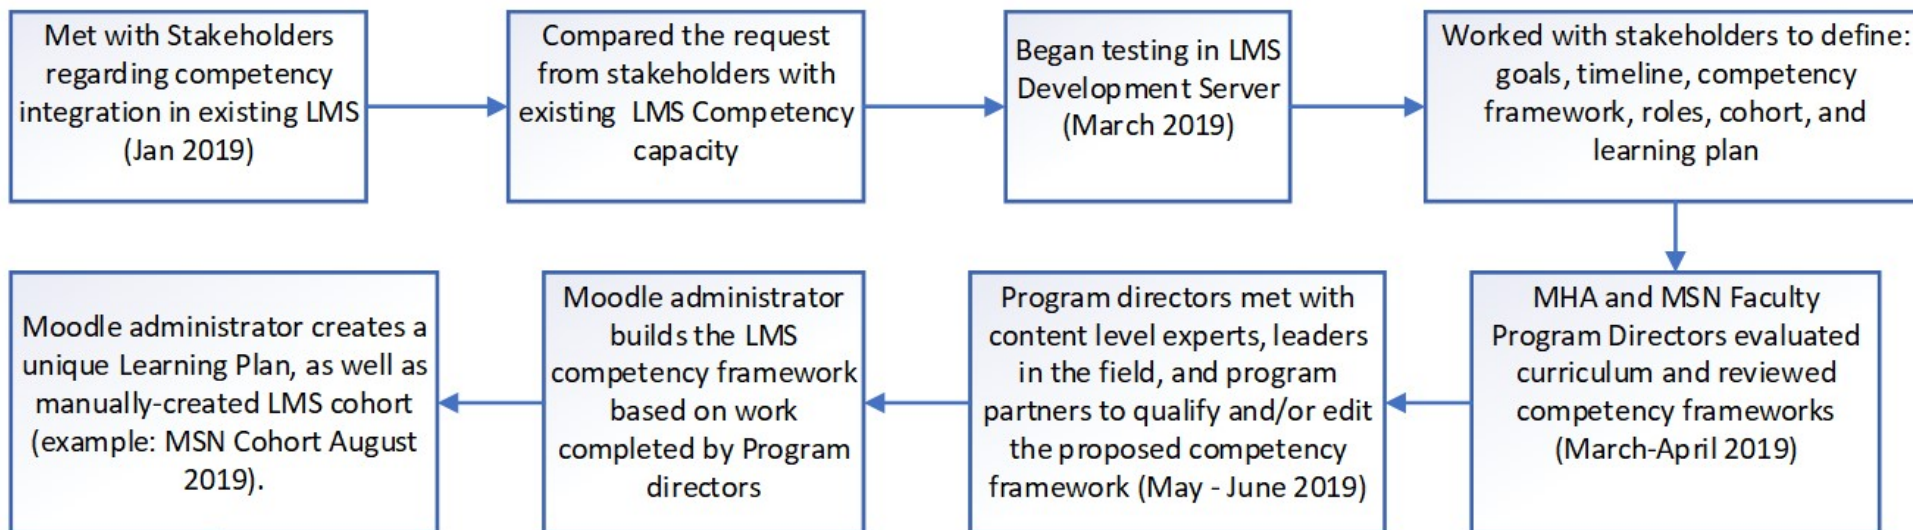 Met with Stakeholders
regarding competency
integration in existing LMS
(Jan 2019)
Compared the request
from stakeholders with
existing LMS Competency
capacity
Began testing in LMS
Development Server
(March 2019)
Worked with stakeholders to define:
goals, timeline, competency
framework, roles, cohort, and
learning plan
MHA and MSN Faculty
Program Directors evaluated
curriculum and reviewed
competency frameworks
(March-April 2019)
Program directors met with
content level experts, leaders
in the field, and program
partners to qualify and/or edit
the proposed competency
framework (May - June 2019)
Moodle administrator
builds the LMS
competency framework
based on work
completed by Program
directors
Moodle administrator creates a
unique Learning Plan, as well as
manually-created LMS cohort
(example: MSN Cohort August
2019).